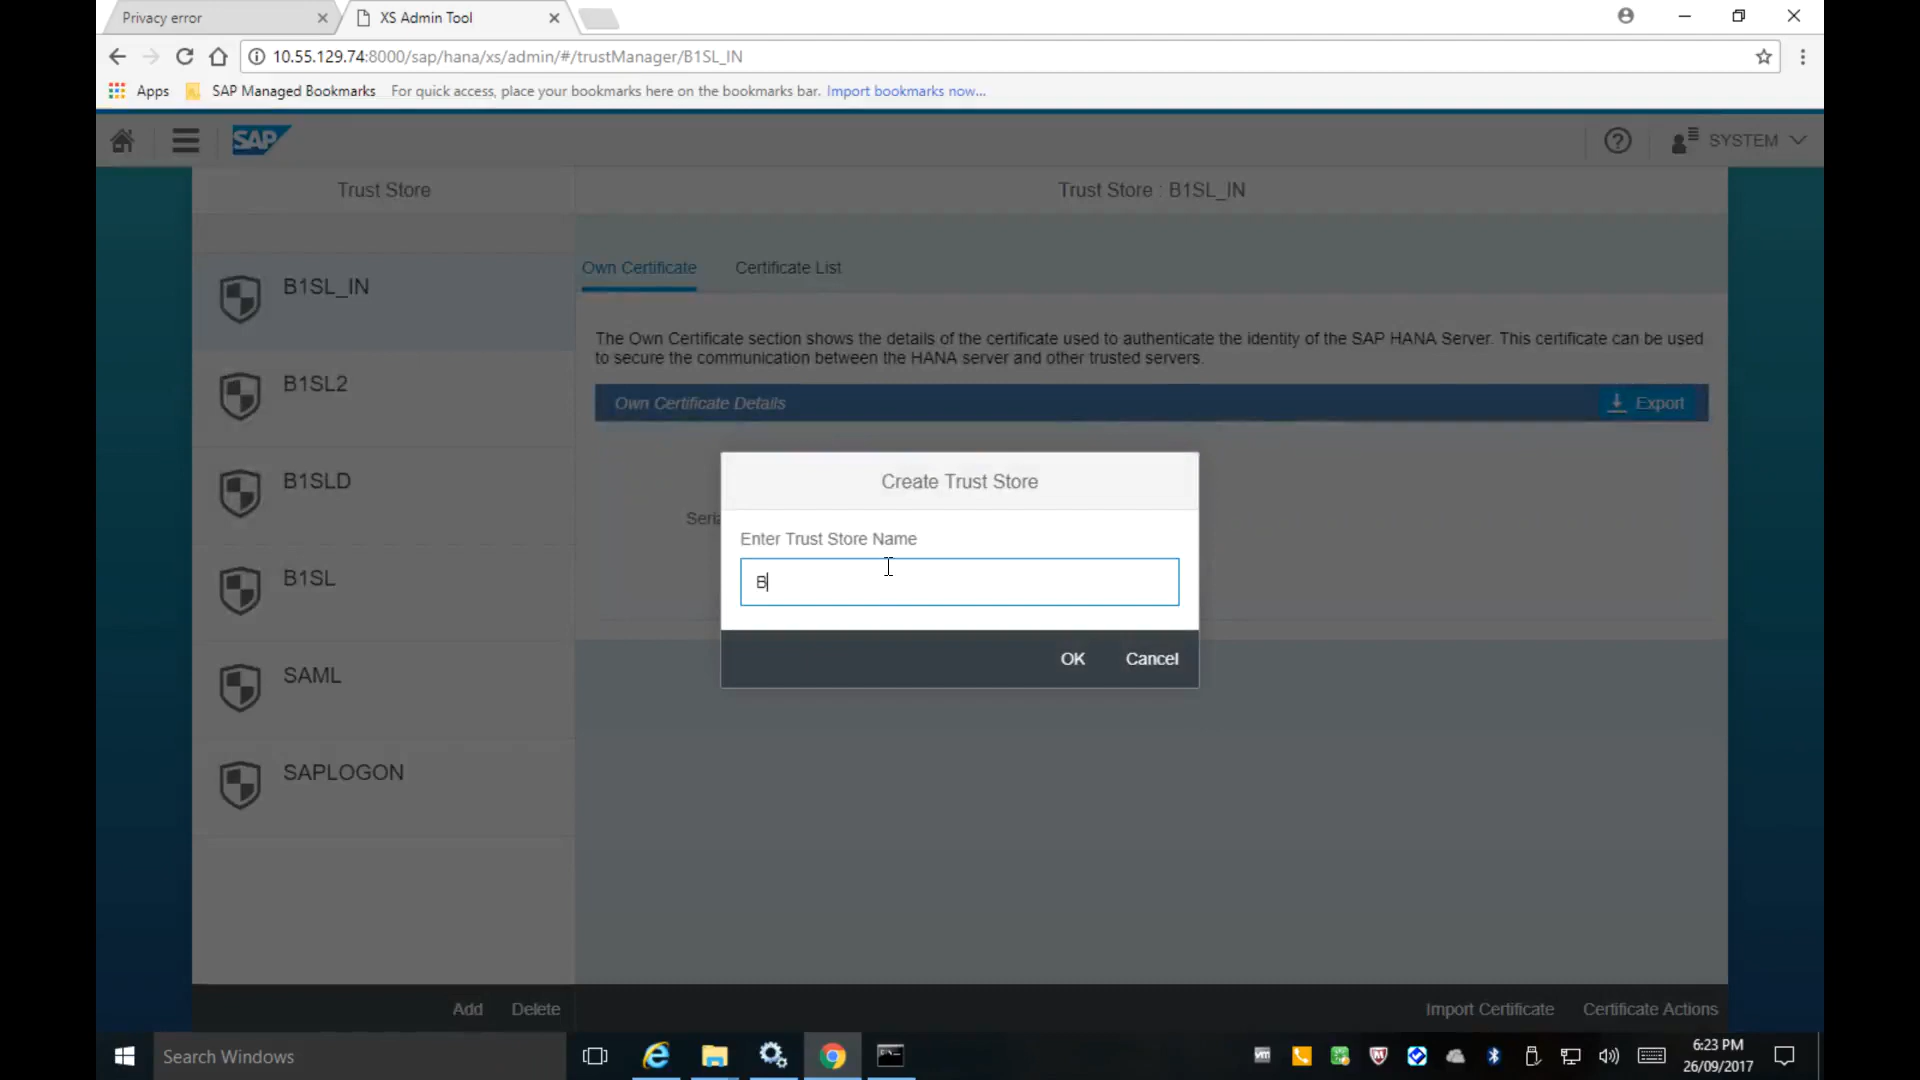 Privacy error
XS Admin Tool
10.55.129.74:8000/sap/hana/xs/admin/#/trustManager/B1SL_IN
Apps SAP Managed Bookmarks For quick access, place your bookmarks here on the bookmarks bar. Import bookmarks now...
SAP
SYSTEM
Trust Store
Trust Store : B1SL_IN
B1SL_IN
B1SL2
B1SLD
B1SL
SAML
SAPLOGON
Own Certificate Certificate List
The Own Certificate section shows the details of the certificate used to authenticate the identity of the SAP HANA Server. This certificate can be used
to secure the communication between the HANA server and other trusted servers.
Own Certificate Details
Export
Create Trust Store
Enter Trust Store Name
B
OK Cancel
Add Delete
Import Certificate Certificate Actions
Search Windows
6:23 PM
26/09/2017